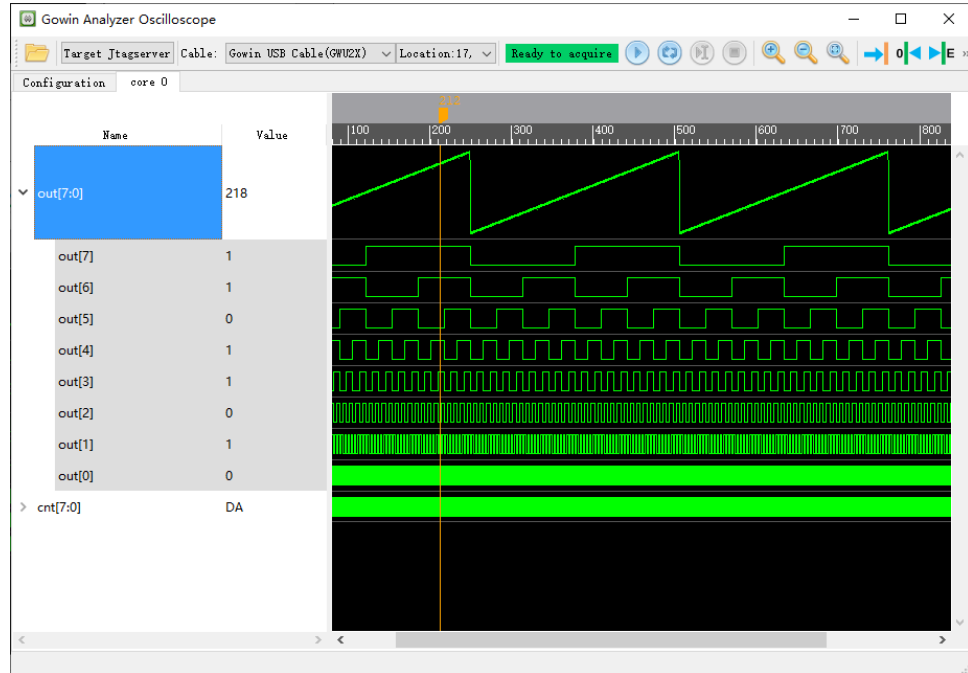 Gowin Analyzer Oscilloscope
Target Jtagserver Cable: Gowin USB Cable(GWU2X) Location:17, Ready to acquire 0 E »
Configuration core 0
212
Name Value
100 200 300 400 500 600 700 800
out[7:0] 218
out[7] 1
out[6] 1
out[5] 0
out[4] 1
out[3] 1
out[2] 0
out[1] 1
out[0] 0
cnt[7:0] DA